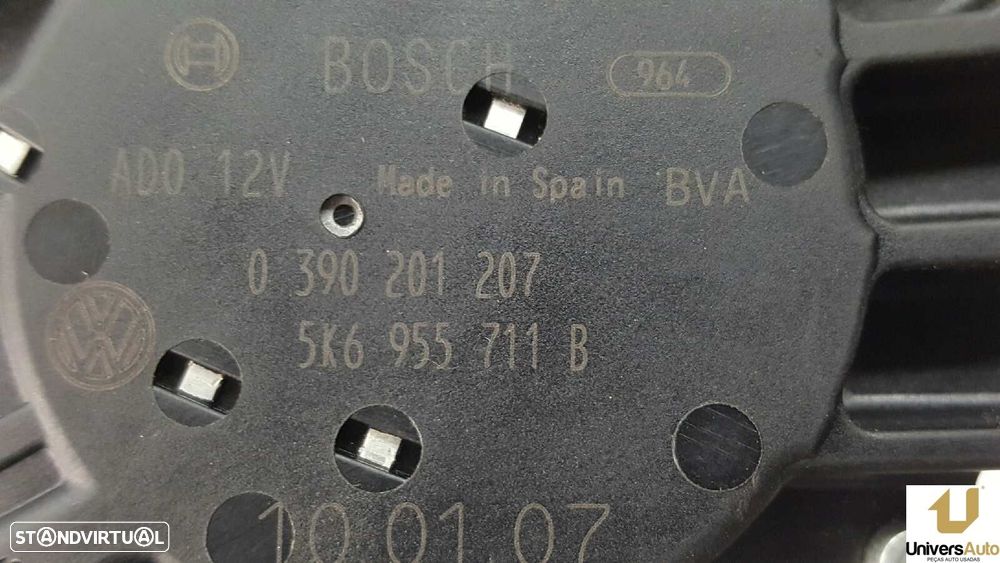 BOSCH
964
AD0 12V
Made in Spain BVA
0 390 201 207
5K6 955 711 B
10 01 07
STANDVIRTUAL
UniversAuto
PEÇAS AUTO USADAS